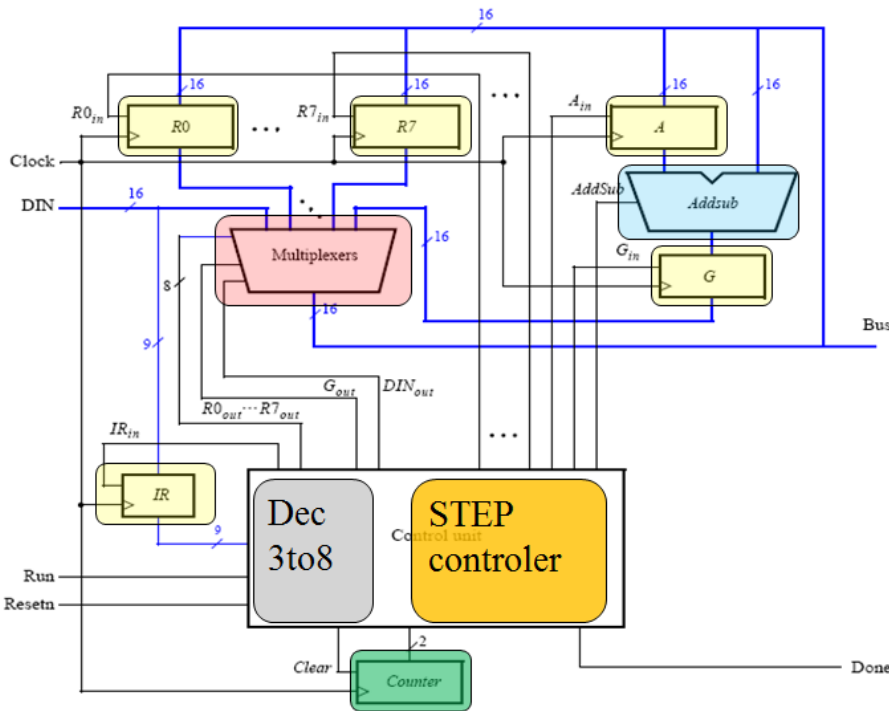 16
16
R0in
R0
...
R7in
16
R7
...
Ain
16
A
16
Clock
DIN
16
AddSub
Addsub
Multiplexers
16
Gin
G
8
16
Bus
9
Gout
DINout
R0out...R7out
IRin
...
IR
9
Dec
3to8
STEP
controler
Control unit
Run
Resetn
Clear
2
Counter
Done